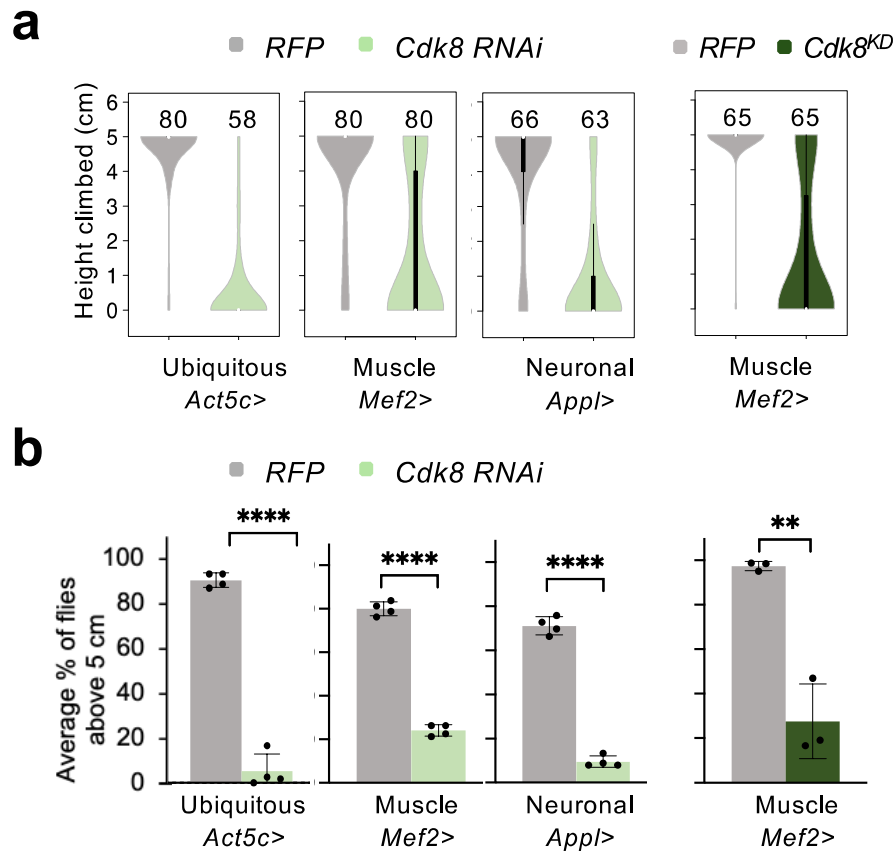 a
RFP Cdk8 RNAi RFP Cdk8^KD
Height climbed (cm)
6
5
4
3
2
1
0
80 58
80 80
66 63
65 65
Ubiquitous
Act5c>
Muscle
Mef2>
Neuronal
Appl>
Muscle
Mef2>
b
RFP Cdk8 RNAi
Average % of flies
above 5 cm
100
80
60
40
20
0
****
****
****
**
Ubiquitous
Act5c>
Muscle
Mef2>
Neuronal
Appl>
Muscle
Mef2>